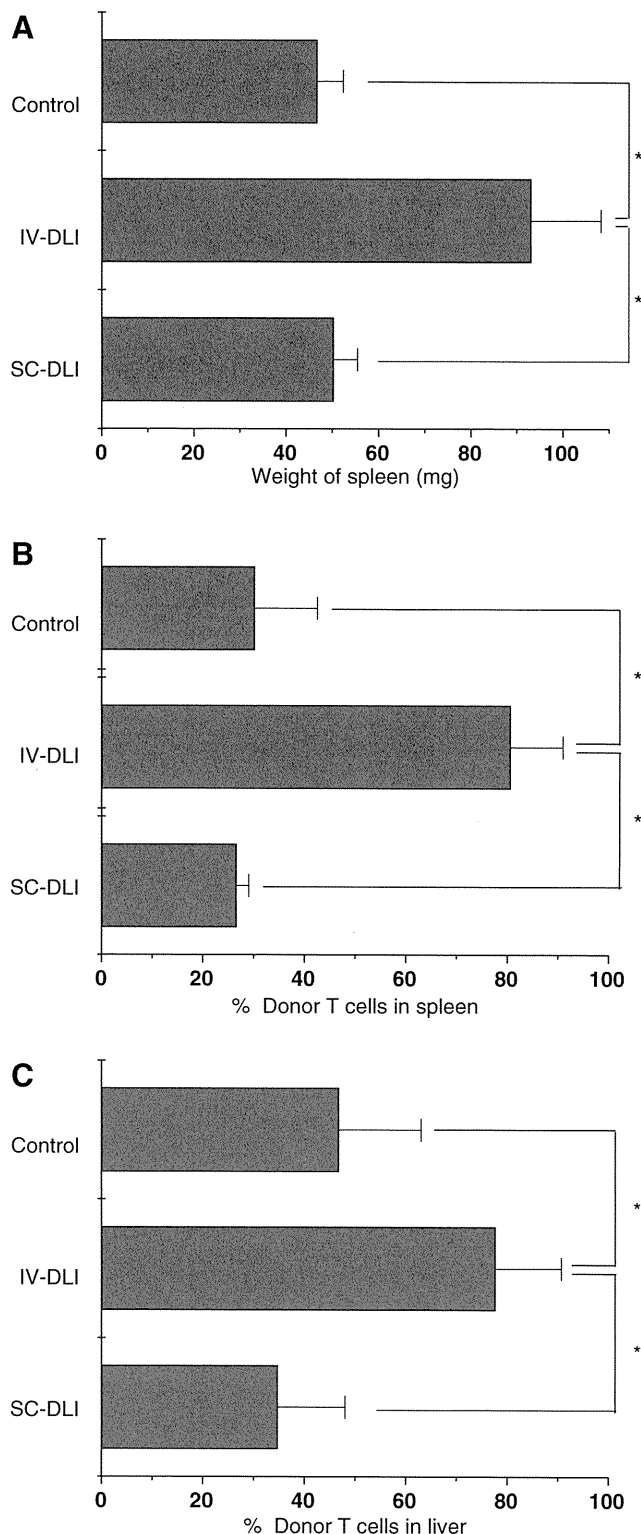 A
Control
*
IV-DLI
*
SC-DLI
0 20 40 60 80 100
Weight of spleen (mg)
B
Control
*
IV-DLI
*
SC-DLI
0 20 40 60 80 100
% Donor T cells in spleen
C
Control
*
IV-DLI
*
SC-DLI
0 20 40 60 80 100
% Donor T cells in liver